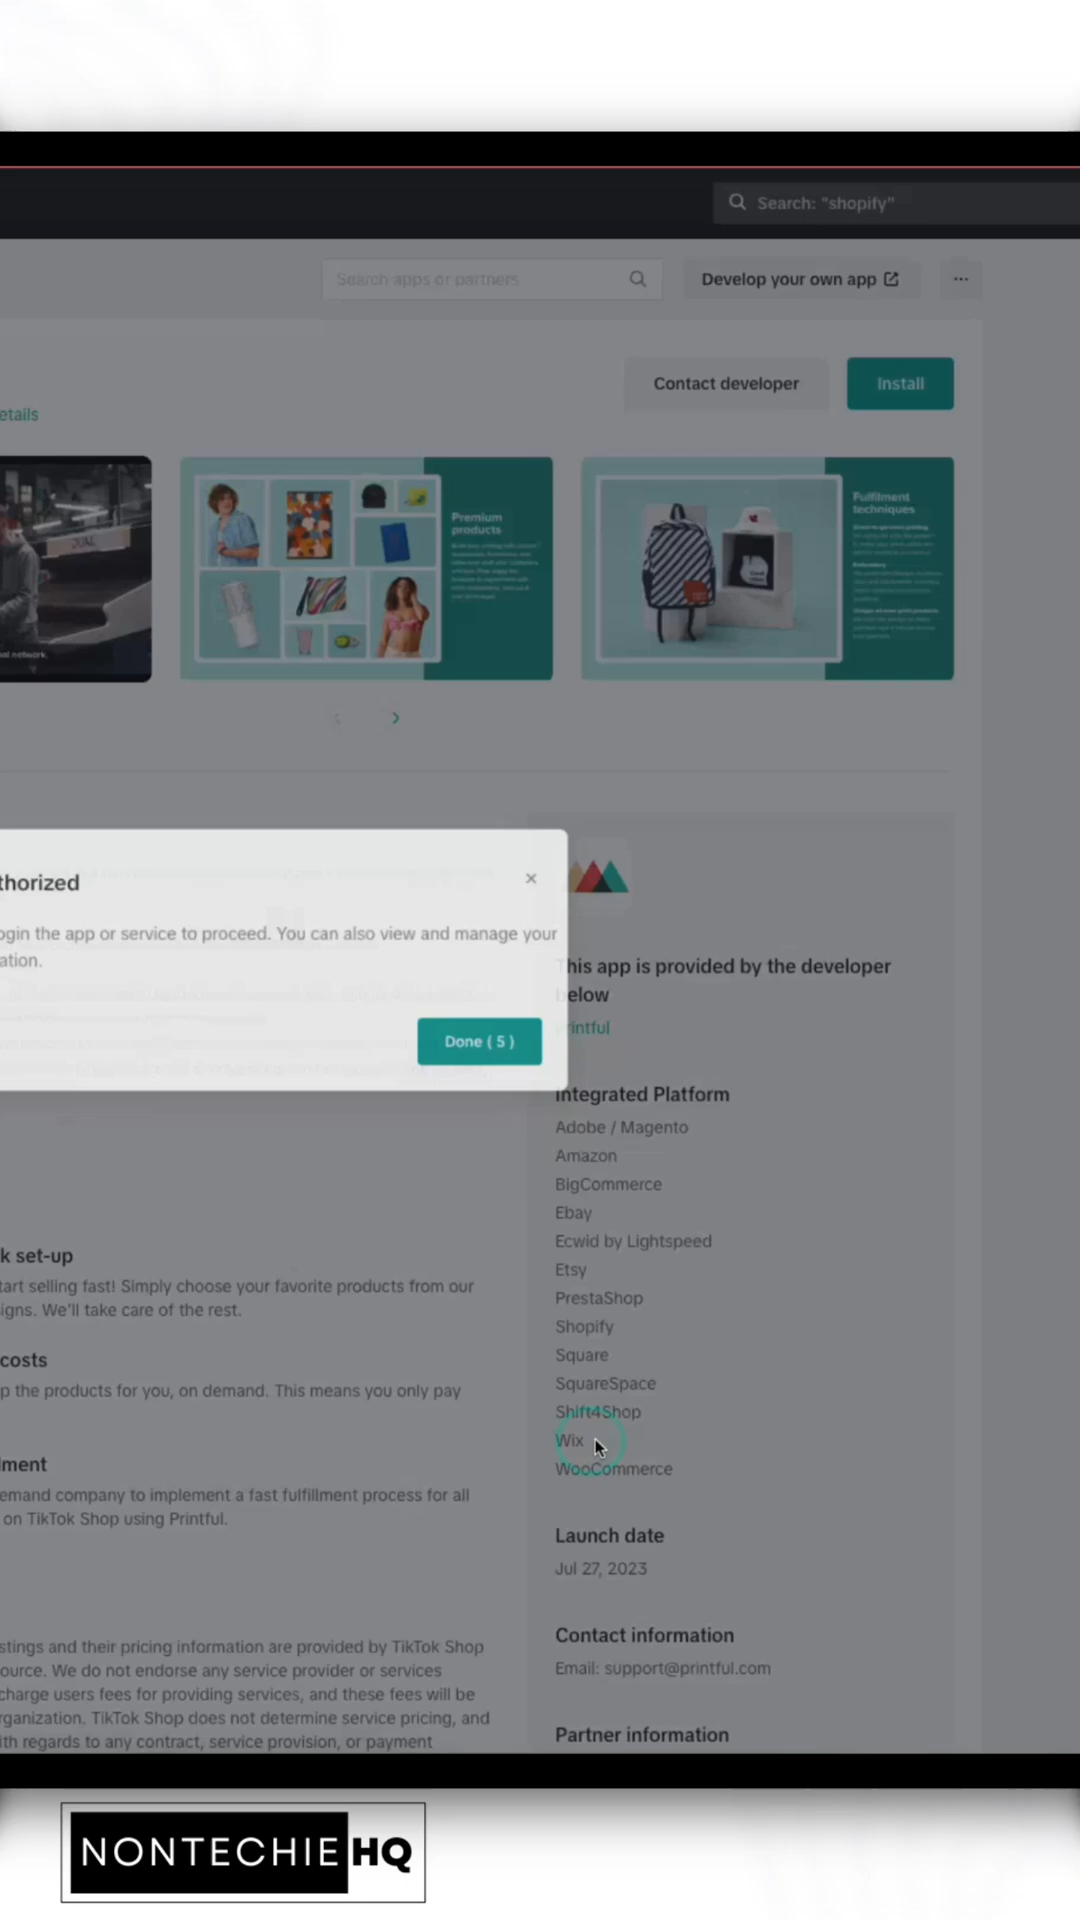 Search: "shopify"
Search apps or partners
Develop your own app
...
Contact developer
Install
etails
JUAL
al network.
Premium
products
Fulfilment
techniques
thorized
×
ogin the app or service to proceed. You can also view and manage your
ation.
Done ( 5 )
This app is provided by the developer
below
rintful
Integrated Platform
Adobe / Magento
Amazon
BigCommerce
Ebay
Ecwid by Lightspeed
Etsy
PrestaShop
Shopify
Square
SquareSpace
Shift4Shop
Wix
WooCommerce
k set-up
tart selling fast! Simply choose your favorite products from our
igns. We'll take care of the rest.
costs
p the products for you, on demand. This means you only pay
lment
emand company to implement a fast fulfillment process for all
on TikTok Shop using Printful.
Launch date
Jul 27, 2023
Contact information
Email: support@printful.com
stings and their pricing information are provided by TikTok Shop
ource. We do not endorse any service provider or services
charge users fees for providing services, and these fees will be
rganization. TikTok Shop does not determine service pricing, and
ith regards to any contract, service provision, or payment
Partner information
NONTECHIE HQ